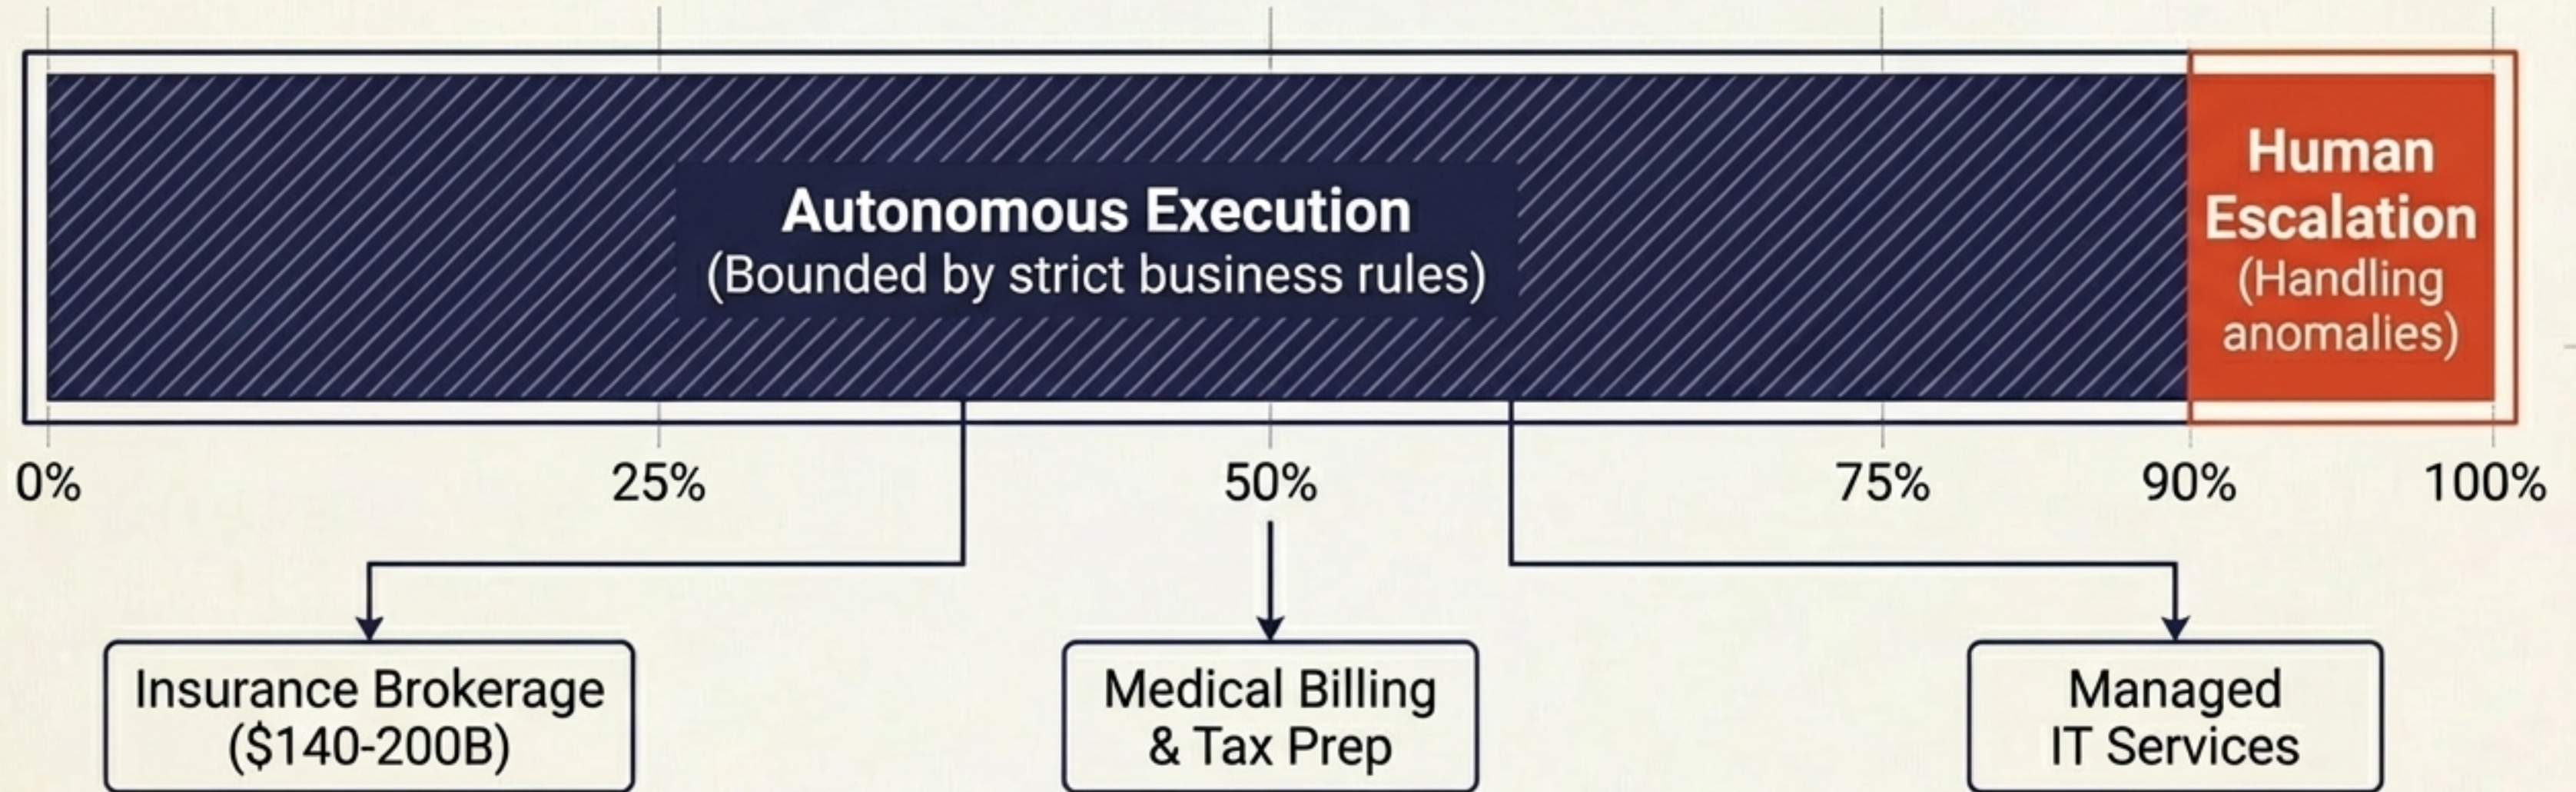 Autonomous Execution
(Bounded by strict business rules)
Human
Escalation
(Handling
anomalies)
0%
25%
50%
75%
90%
100%
Insurance Brokerage
($140-200B)
Medical Billing
& Tax Prep
Managed
IT Services